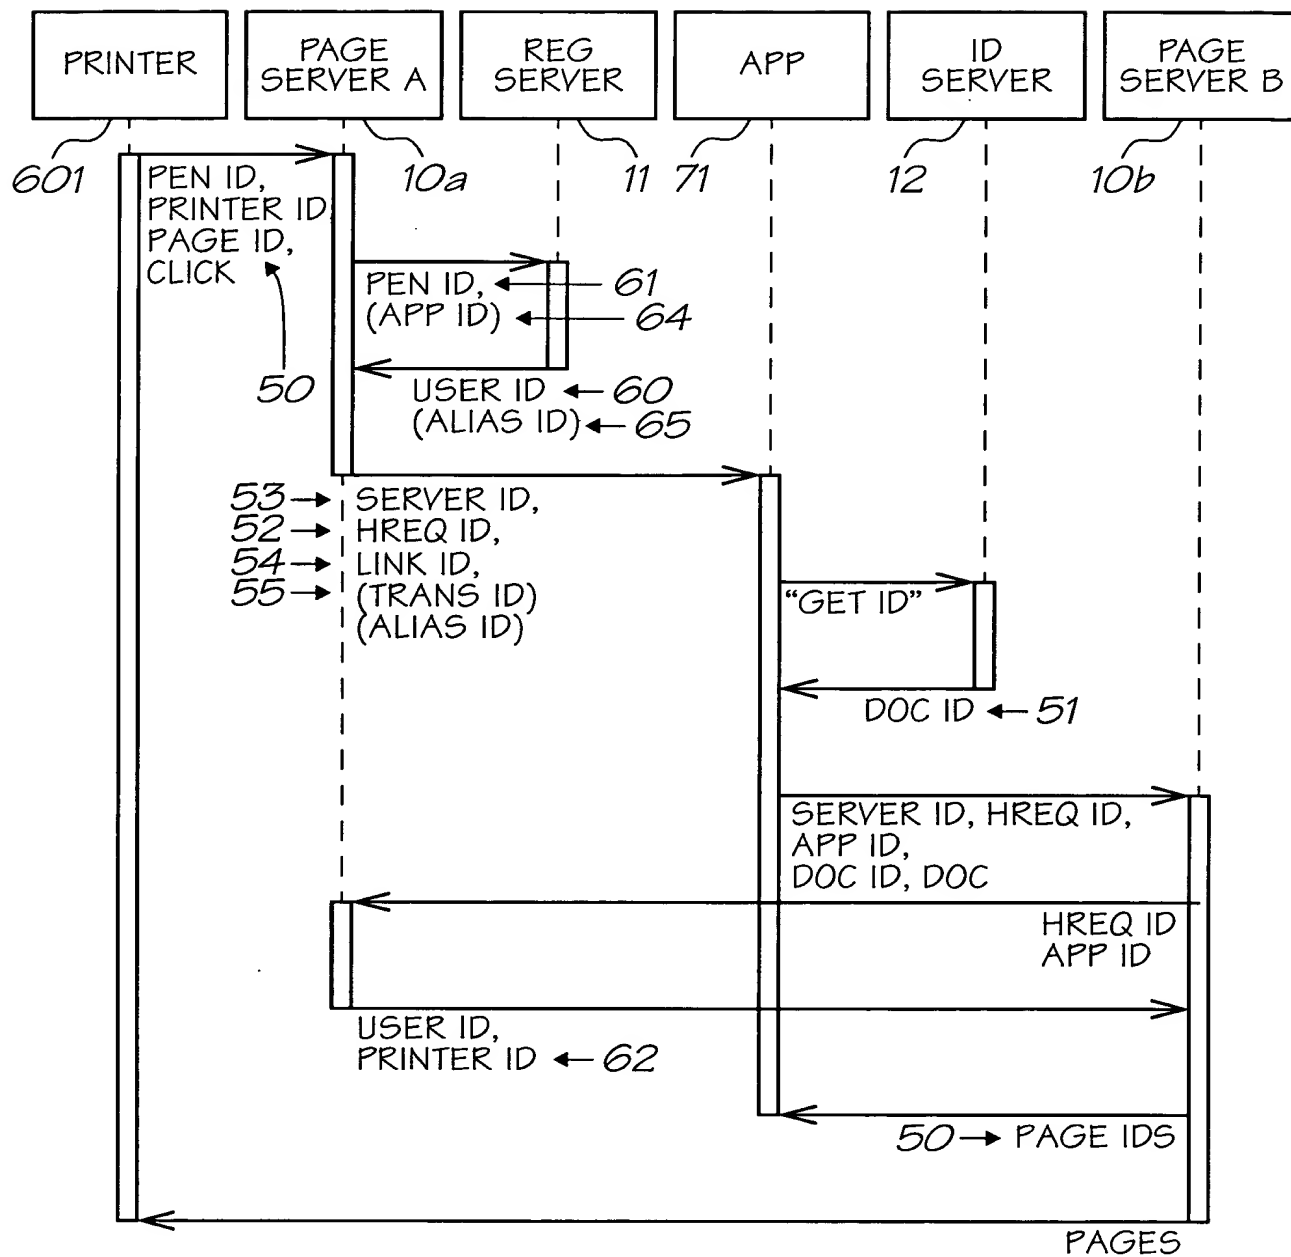 PRINTER
PAGE
SERVER A
REG
SERVER
APP
ID
SERVER
PAGE
SERVER B
601
10a
11
71
12
10b
PEN ID,
PRINTER ID
PAGE ID,
CLICK
50
PEN ID,
61
(APP ID)
64
USER ID
60
(ALIAS ID)
65
53
SERVER ID,
52
HREQ ID,
54
LINK ID,
55
(TRANS ID)
(ALIAS ID)
"GET ID"
DOC ID
51
SERVER ID, HREQ ID,
APP ID,
DOC ID, DOC
HREQ ID
APP ID
USER ID,
PRINTER ID
62
50
PAGE IDS
PAGES